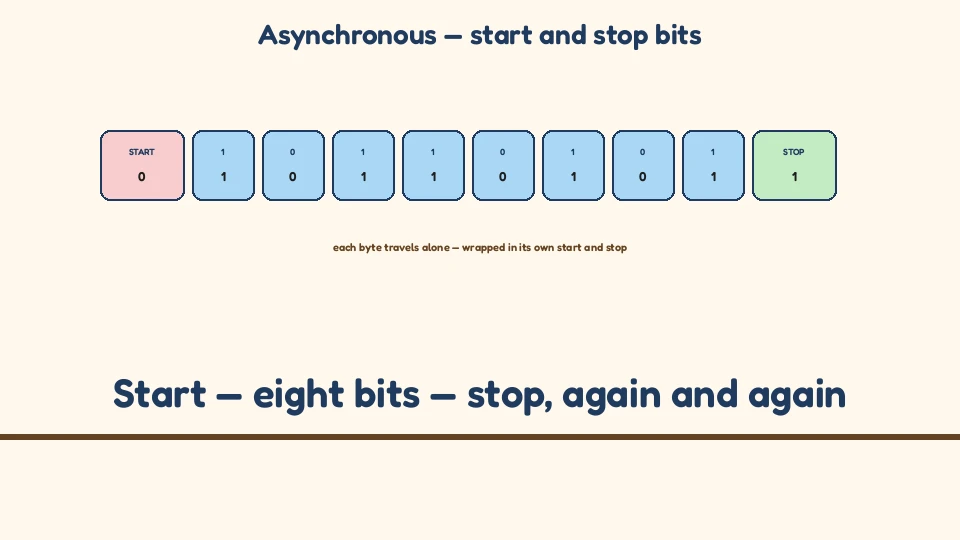 Asynchronous — start and stop bits
START 1 0 1 1 0 1 0 1 STOP
0 1 0 1 1 0 1 0 1 1
each byte travels alone — wrapped in its own start and stop
Start — eight bits — stop, again and again